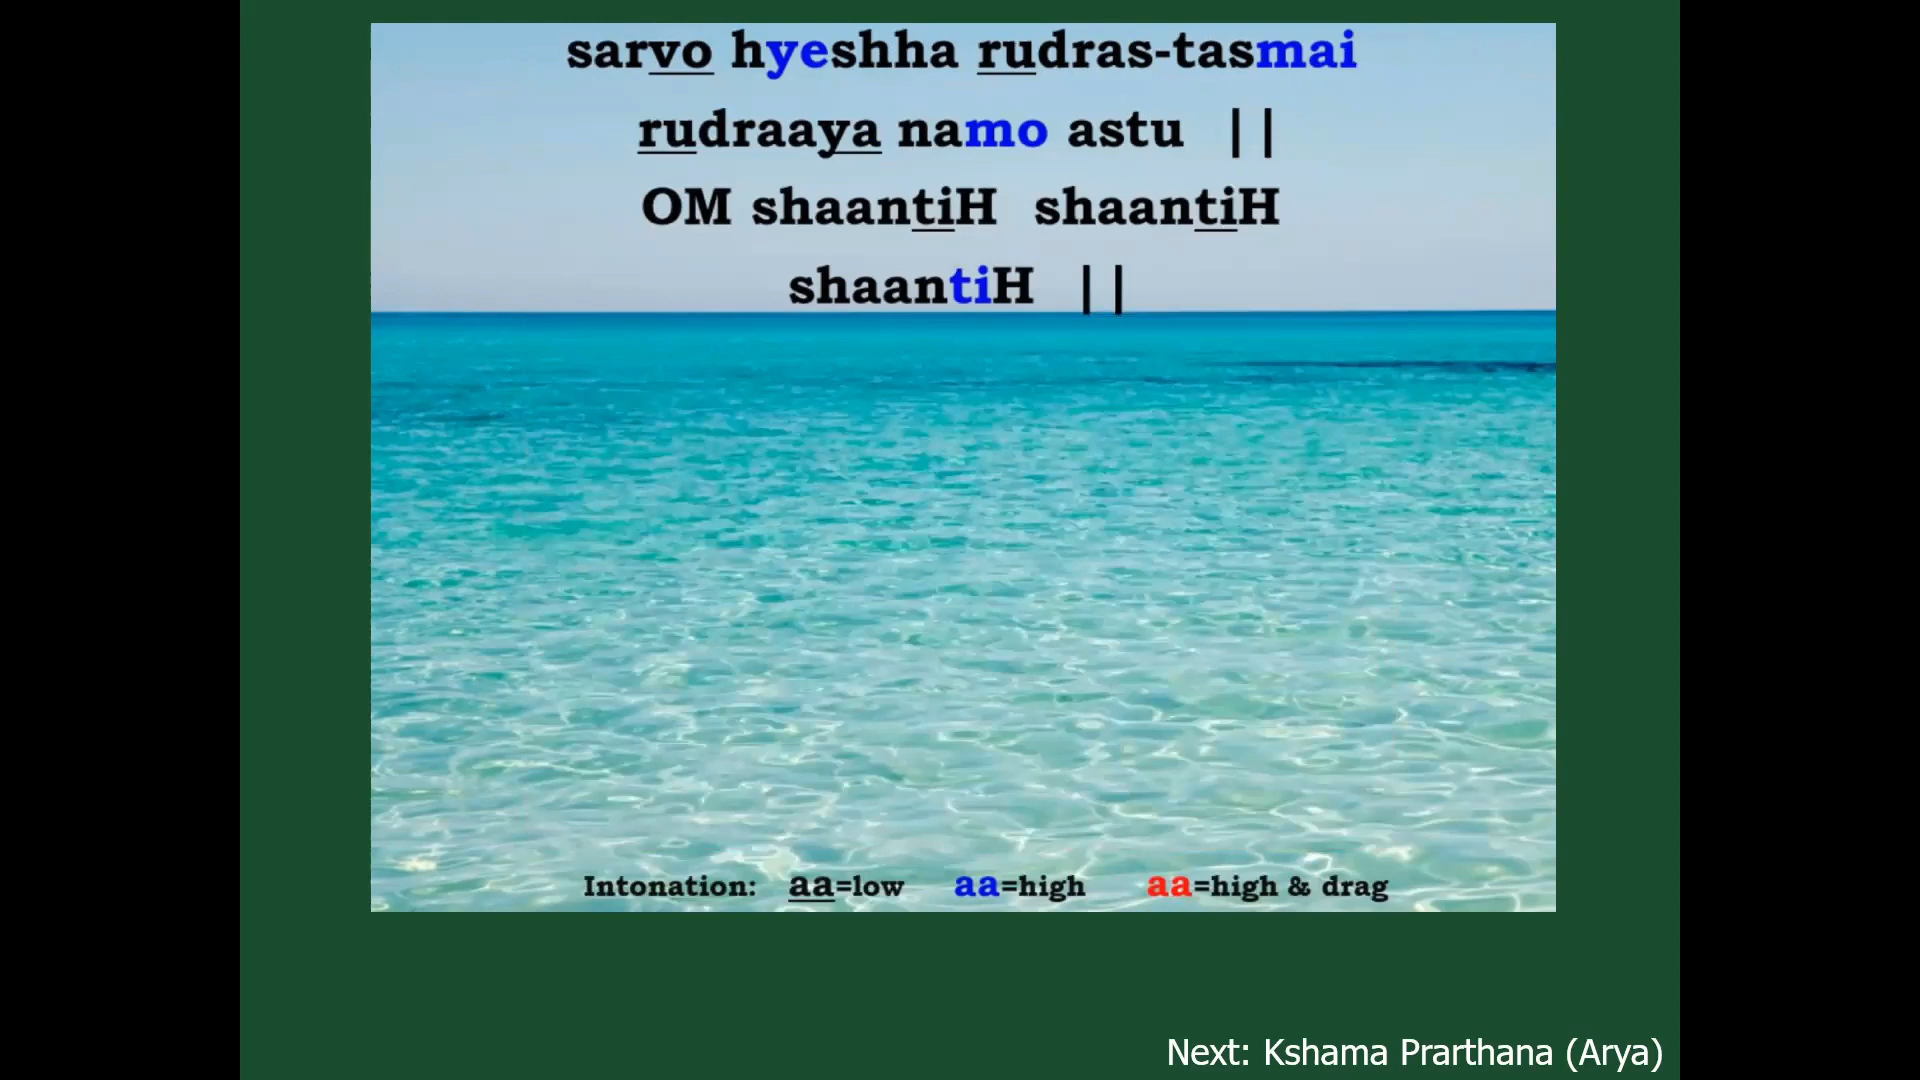 sarvo hyeshha rudras-tasmai
rudraaya namo astu ||
OM shaantiH shaantiH
shaantiH ||
Intonation: aa=low aa=high aa=high & drag
Next: Kshama Prarthana (Arya)